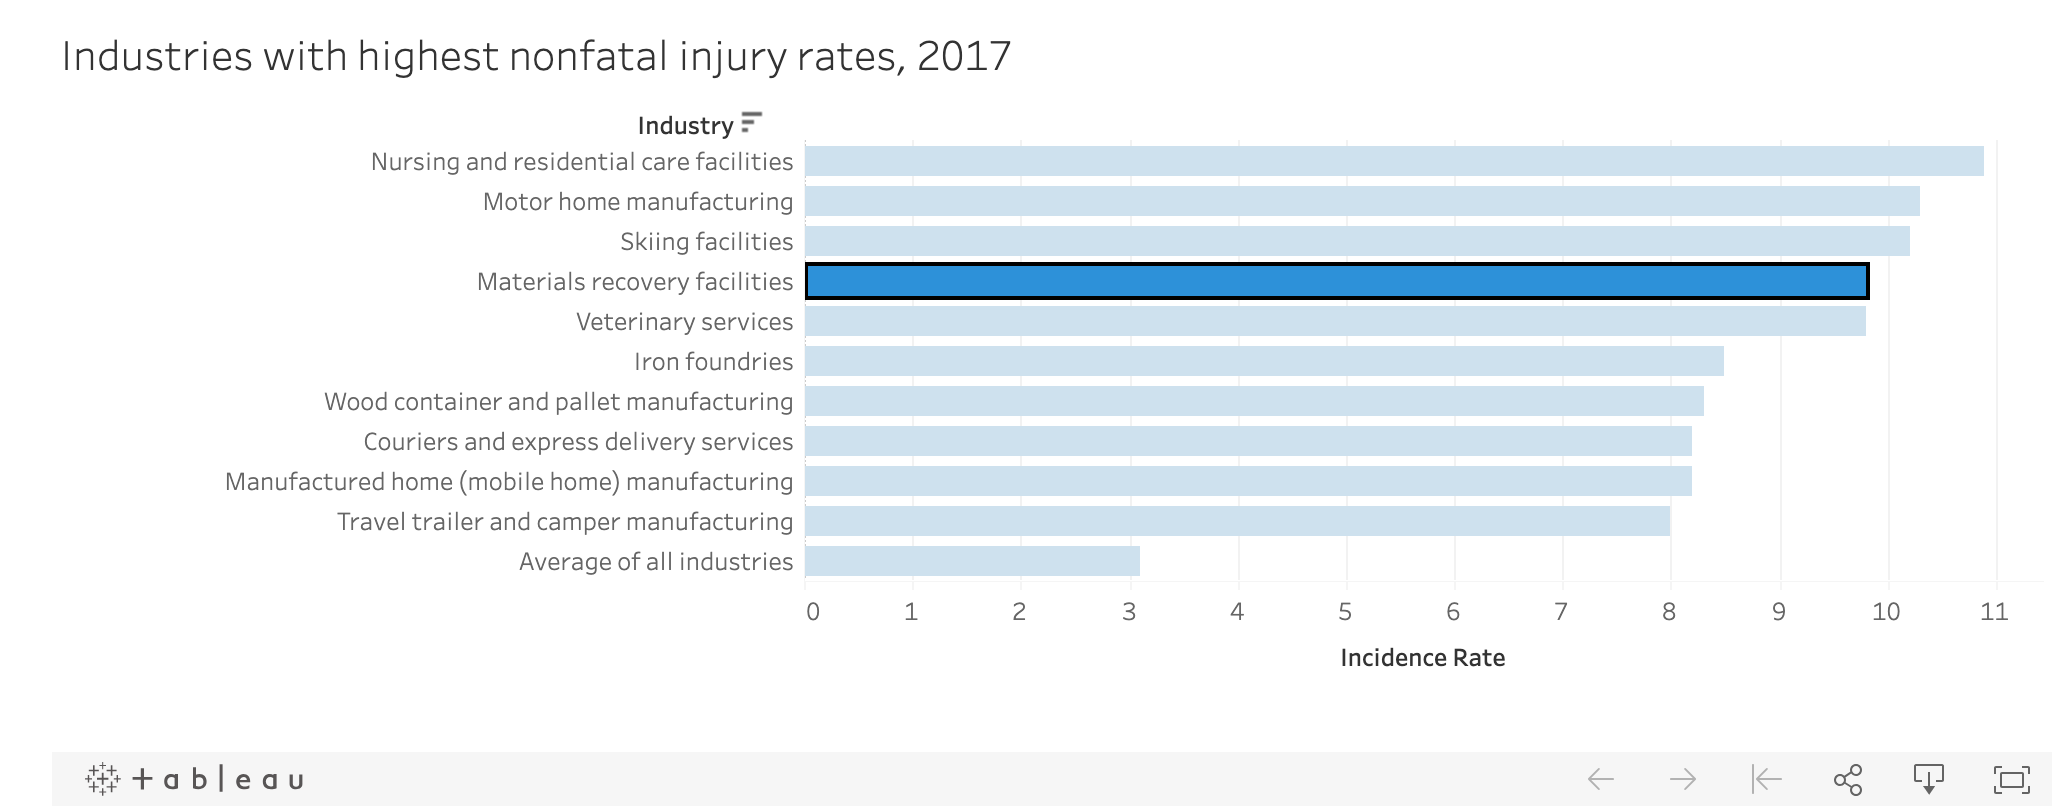 Industries with highest nonfatal injury rates, 2017
Industry
Nursing and residential care facilities
Motor home manufacturing
Skiing facilities
Materials recovery facilities
Veterinary services
Iron foundries
Wood container and pallet manufacturing
Couriers and express delivery services
Manufactured home (mobile home) manufacturing
Travel trailer and camper manufacturing
Average of all industries
0 1 2 3 4 5 6 7 8 9 10 11
Incidence Rate
+ableau